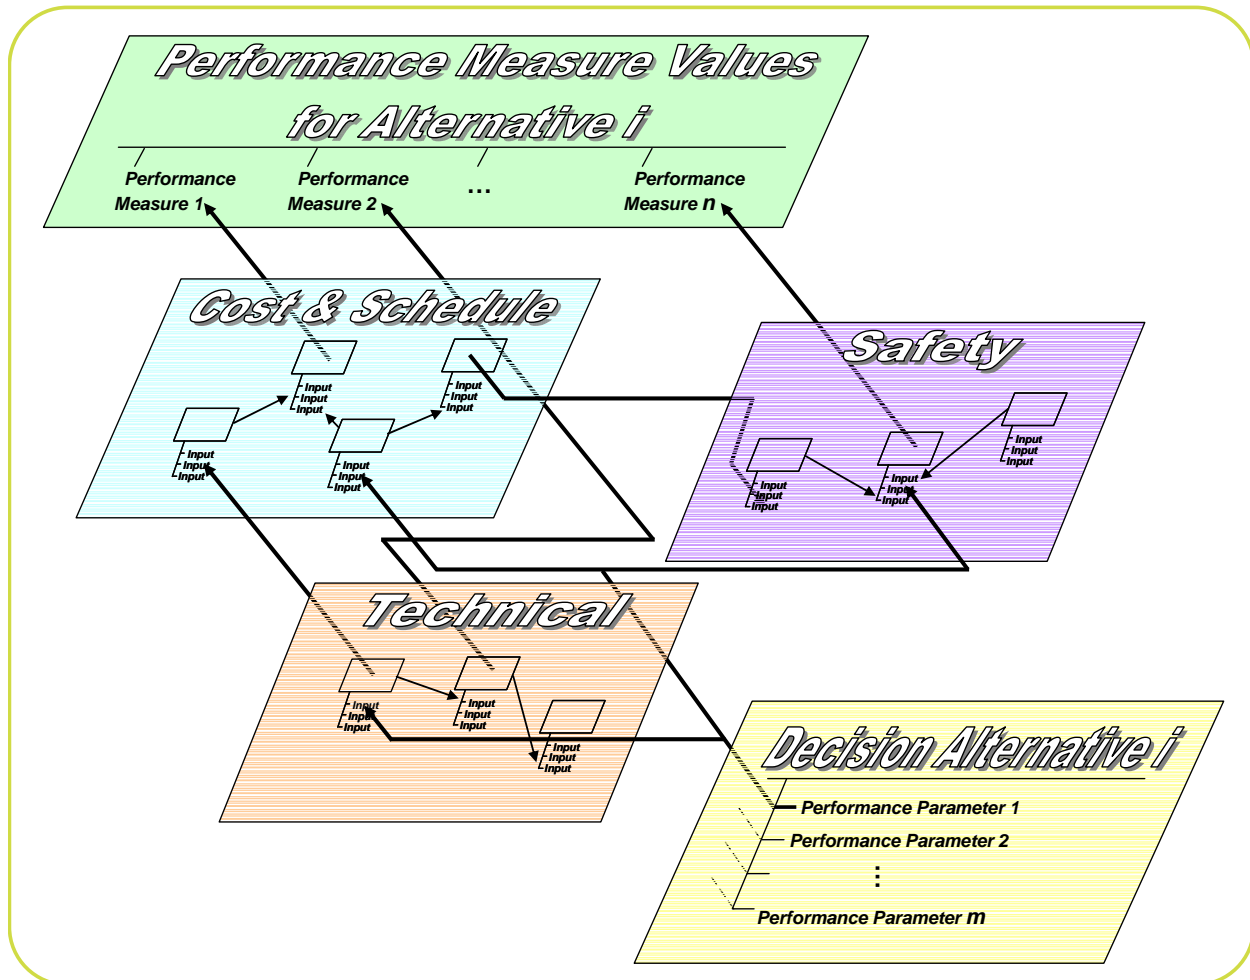 Performance Measure Values
for Alternative i
Performance
Measure 1
Performance
Measure 2
...
Performance
Measure n
Cost & Schedule
Input
Input
Input
Input
Input
Input
Input
Input
Input
Input
Input
Input
Safety
Input
Input
Input
Input
Input
Input
Input
Input
Input
Technical
Input
Input
Input
Input
Input
Input
Input
Input
Input
Decision Alternative i
Performance Parameter 1
Performance Parameter 2
⋮
Performance Parameter m